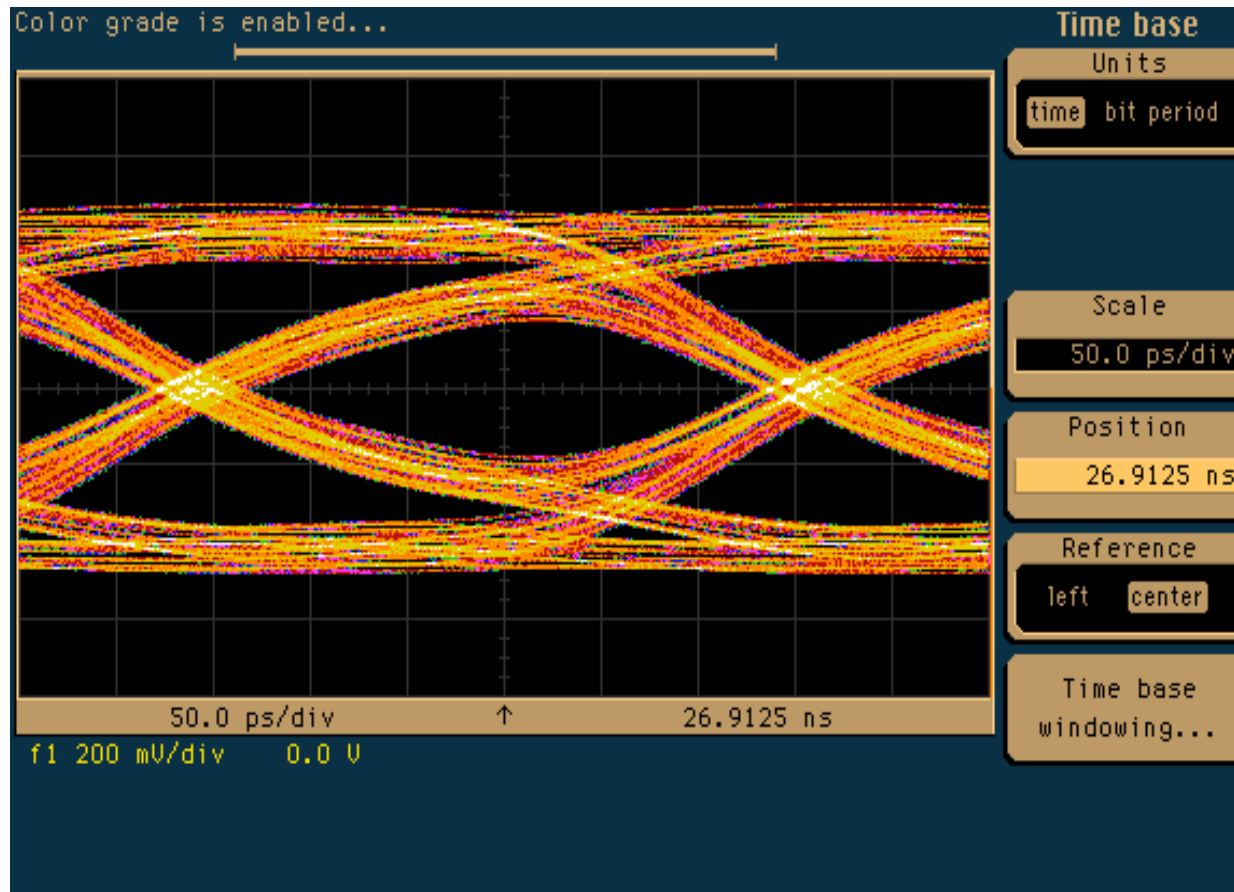 Color grade is enabled...
Time base
Units
time bit period
Scale
50.0 ps/div
Position
26.9125 ns
Reference
left center
Time base
windowing...
50.0 ps/div ↑ 26.9125 ns
f1 200 mV/div 0.0 V